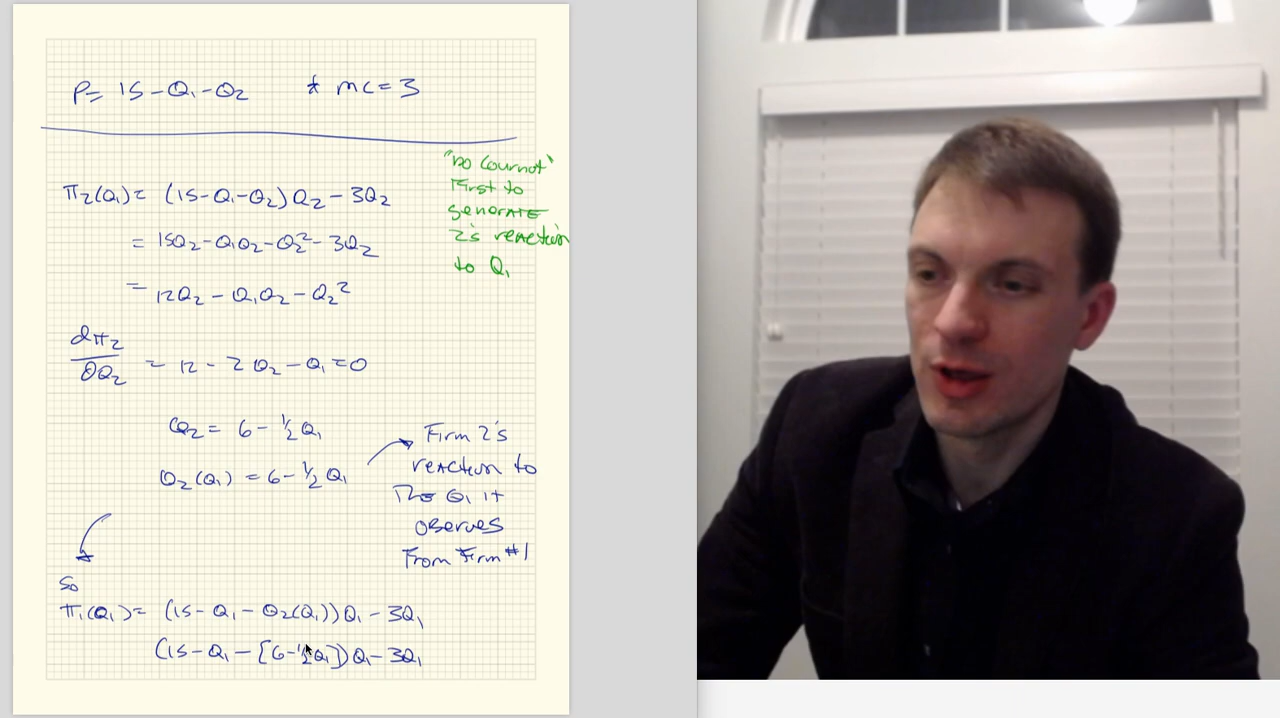 P= 15-Q₁-Q₂ & MC=3
π₂(Q₁)= (15-Q₁-Q₂)Q₂-3Q₂
= 15Q₂-Q₁Q₂-Q₂²-3Q₂
= 12Q₂-Q₁Q₂-Q₂²
"Do Cournot"
First to
generate
2's reaction
to Q₁
∂π₂
∂Q₂ = 12-2Q₂-Q₁=0
Q₂= 6-½Q₁
Q₂(Q₁) =6-½Q₁
Firm 2's
reaction to
The Q₁ it
observes
From Firm #1
So
π₁(Q₁)= (15-Q₁-Q₂(Q₁))Q₁-3Q₁
(15-Q₁-[6-½Q₁])Q₁-3Q₁